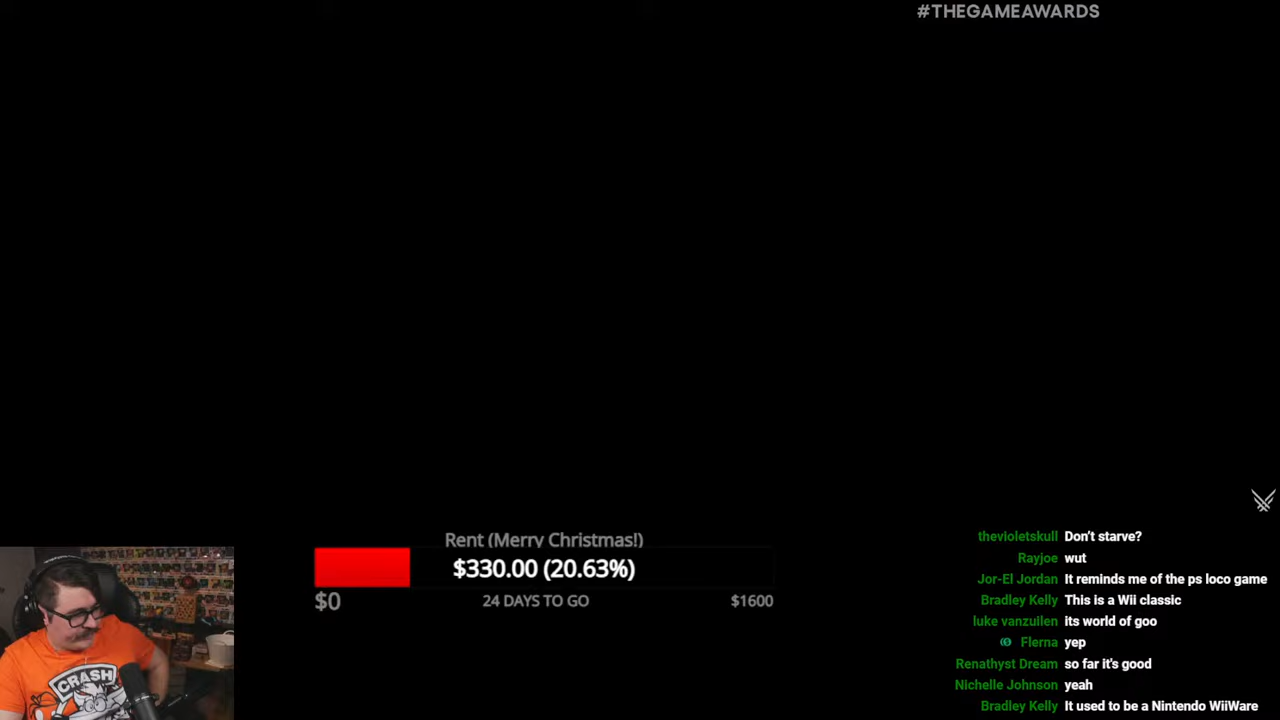 #THEGAMEAWARDS
Rent (Merry Christmas!)
$330.00 (20.63%)
$0
24 DAYS TO GO
$1600
thevioletskull Don't starve?
Rayjoe wut
Jor-El Jordan It reminds me of the ps loco game
Bradley Kelly This is a Wii classic
luke vanzuilen its world of goo
Flerna yep
Renathyst Dream so far it's good
Nichelle Johnson yeah
Bradley Kelly It used to be a Nintendo WiiWare
CRASH